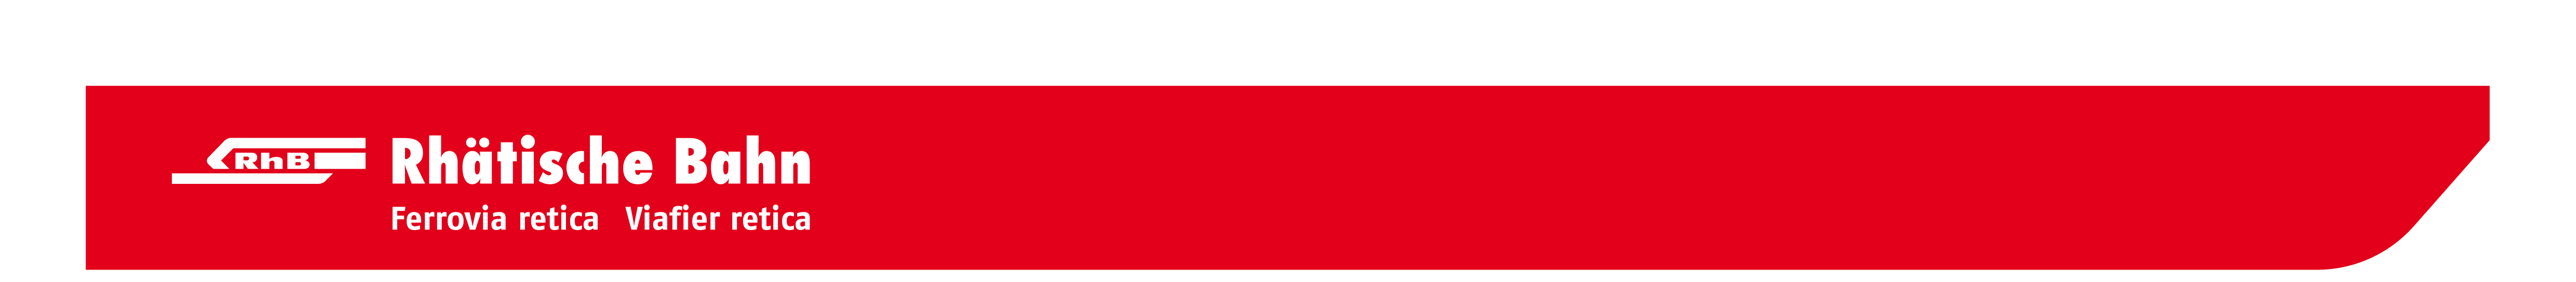 RhB
Rhätische Bahn
Ferrovia retica Viafier retica